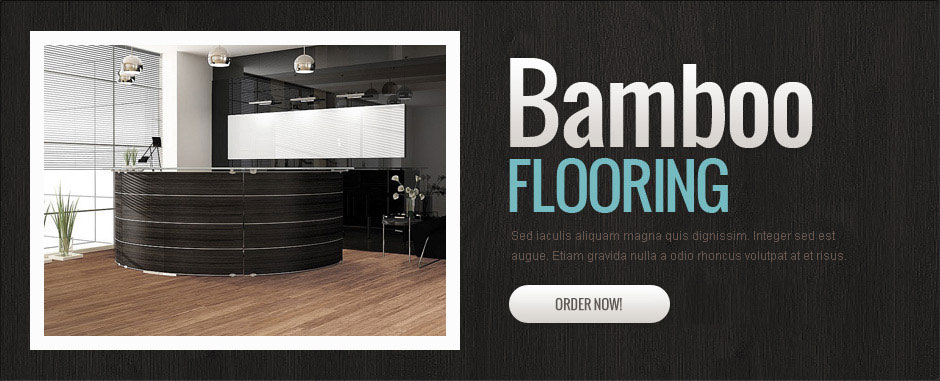 Bamboo
FLOORING
Sed iaculis aliquam magna quis dignissim. Integer sed est
augue. Etiam gravida nulla a odio rhoncus volutpat at et risus.
ORDER NOW!